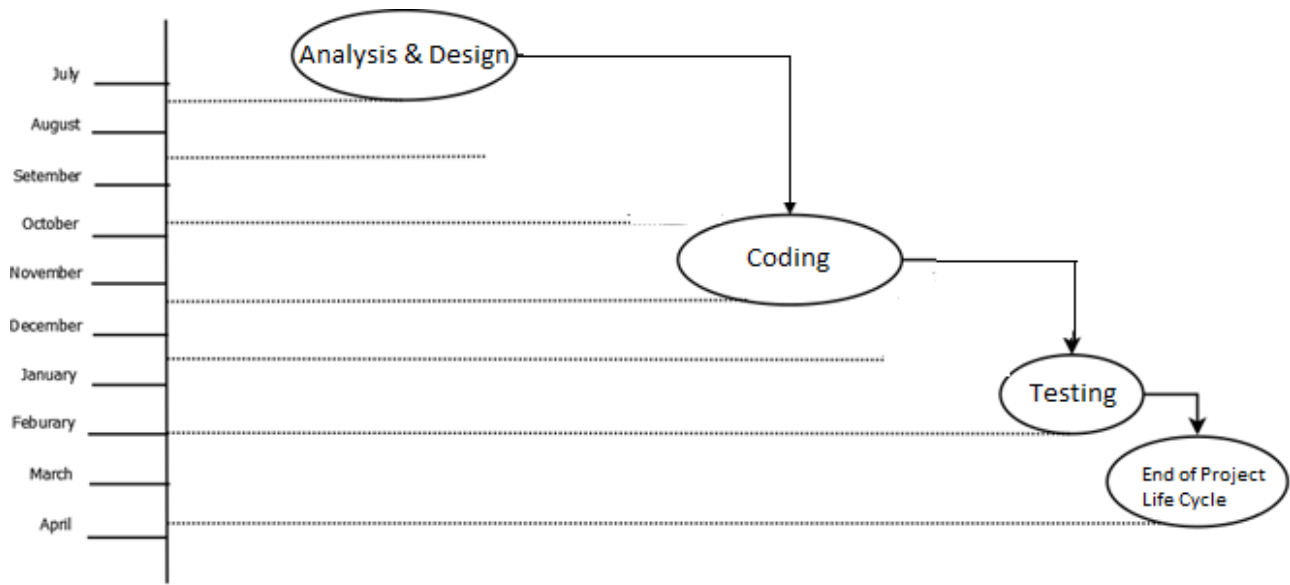 Analysis & Design
July
August
Setember
October
Coding
November
December
January
Testing
Feburary
March
End of Project
Life Cycle
April